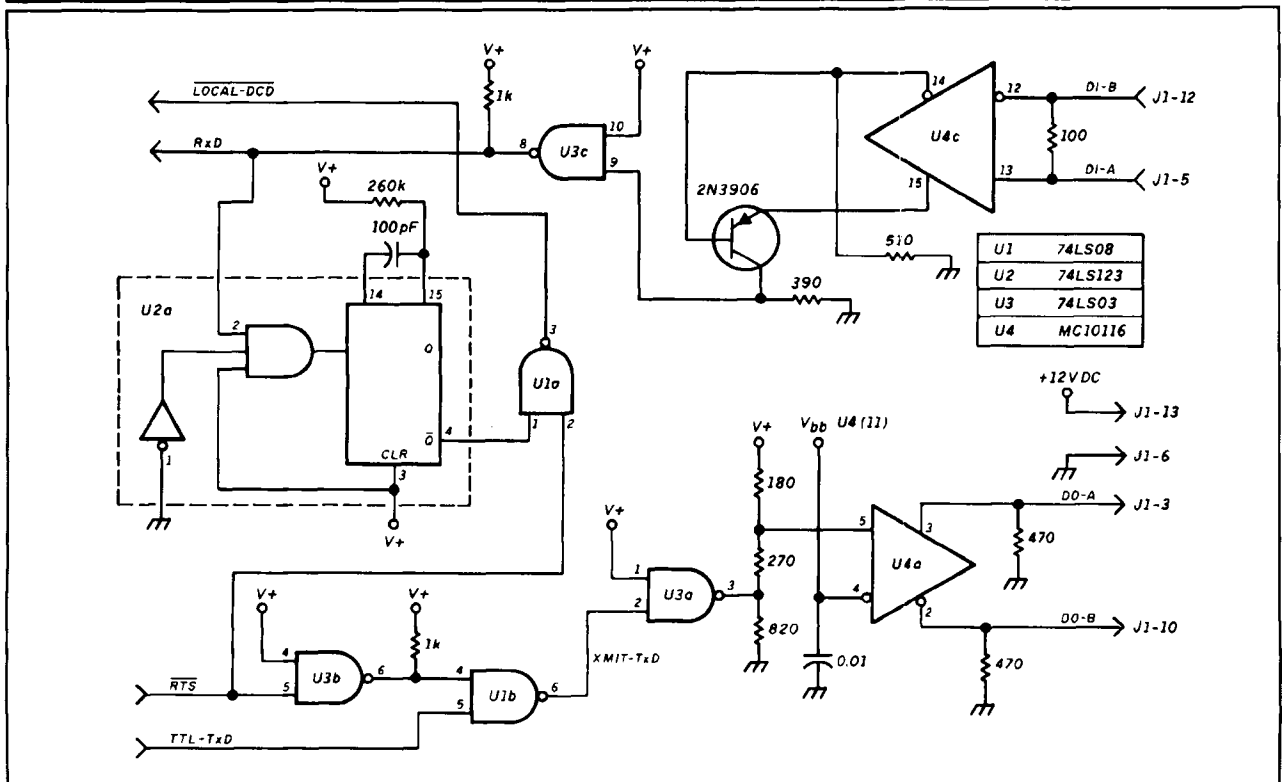 V+
V+
LOCAL-DCD
1k
14
12
DI-B
J1-12
10
RxD
8
U3c
U4c
100
9
V+
260k
15
13
DI-A
J1-5
2N3906
100pF
510
U1 74LS08
U2 74LS123
U3 74LS03
U4 MC10116
14
15
390
U2a
3
2
Q
U1a
+12VDC
J1-13
1
2
V+
Vbb U4(11)
4
Q
1
CLR
3
J1-6
180
DO-A
J1-3
V+
V+
5
3
470
1
270
U4a
U3a
3
4
V+
V+
2
2
DO-B
J1-10
1k
820
0.01
XMIT-TxD
470
4
6
4
RTS
5
U3b
U1b
6
5
TTL-TxD